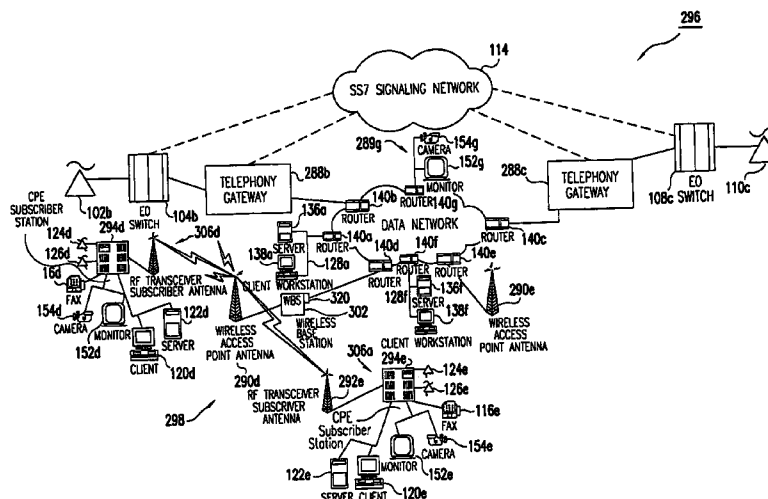 296
114
SS7 SIGNALING NETWORK
154g
CAMERA
289g
152g
MONITOR
288b
TELEPHONY
GATEWAY
288c
TELEPHONY
GATEWAY
108c
EO
SWITCH
110c
102b
EO
SWITCH
104b
CPE
SUBSCRIBER
STATION
294d
124d
126d
16d
FAX
154d
CAMERA
152d
MONITOR
CLIENT
120d
122d
SERVER
306d
RF TRANSCEIVER
SUBSCRIBER ANTENNA
136a
SERVER
138a
CLIENT WORKSTATION
128a
140b
ROUTER
140g
ROUTER
DATA NETWORK
140a
ROUTER
140d
ROUTER
140f
ROUTER
140e
ROUTER
140c
ROUTER
136f
SERVER
128f
138f
CLIENT WORKSTATION
290e
WIRELESS
ACCESS
POINT ANTENNA
WBS
320
302
WIRELESS
BASE
STATION
WIRELESS
ACCESS
POINT ANTENNA
290d
298
306a
292e
RF TRANSCEIVER
SUBSCRIVER
ANTENNA
294e
124e
126e
116e
FAX
CPE
Subscriber
Station
154e
CAMERA
MONITOR
152e
122e
SERVER
CLIENT
120e